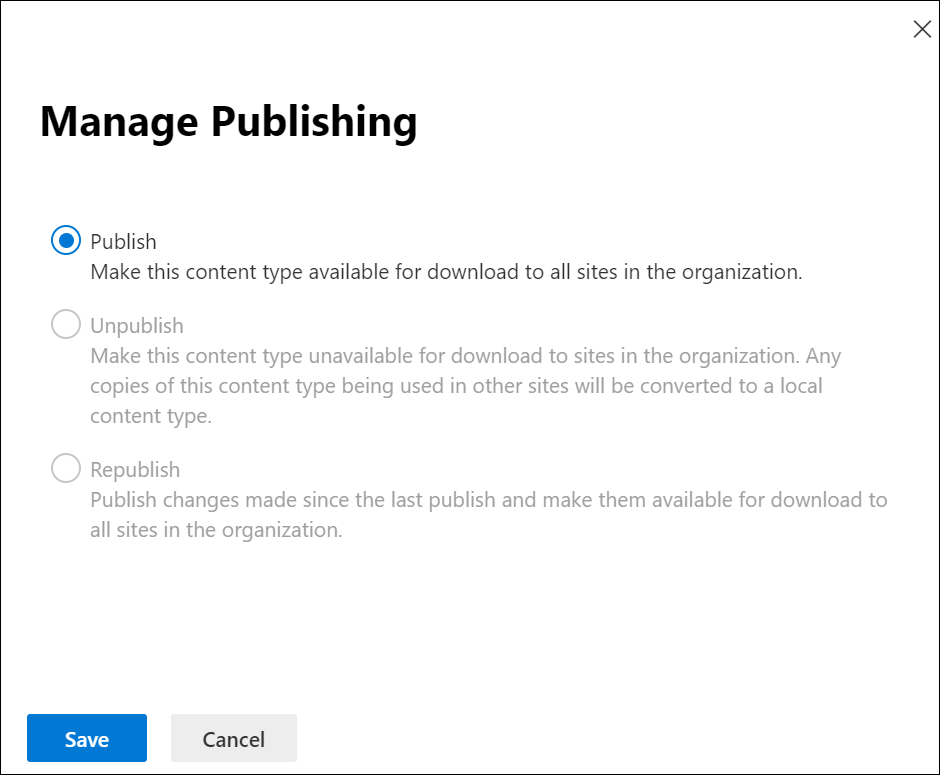 Manage Publishing
Publish
Make this content type available for download to all sites in the organization.
Unpublish
Make this content type unavailable for download to sites in the organization. Any
copies of this content type being used in other sites will be converted to a local
content type.
Republish
Publish changes made since the last publish and make them available for download to
all sites in the organization.
Save Cancel